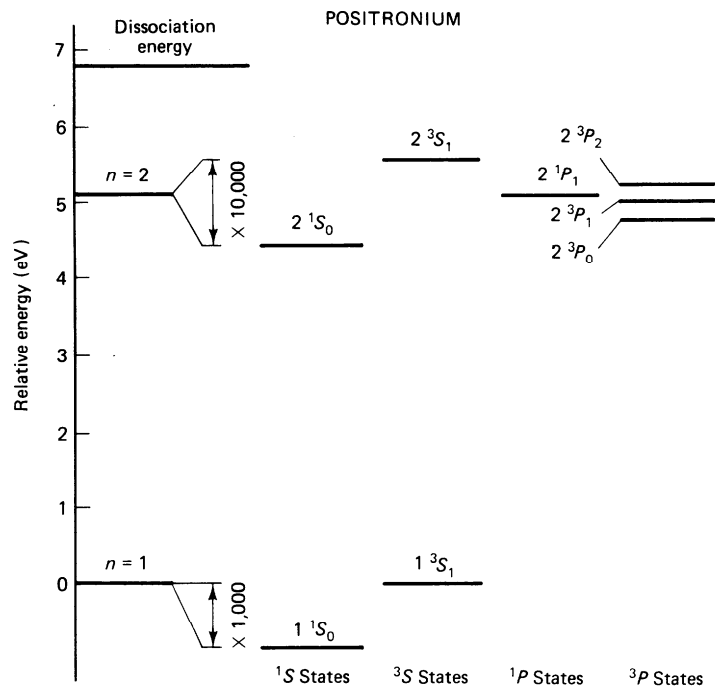 POSITRONIUM
Dissociation
energy
7
6
5
4
3
2
1
0
Relative energy (eV)
n = 2
× 10,000
2 ¹S₀
2 ³S₁
2 ¹P₁
2 ³P₂
2 ³P₁
2 ³P₀
n = 1
× 1,000
1 ¹S₀
1 ³S₁
¹S States
³S States
¹P States
³P States